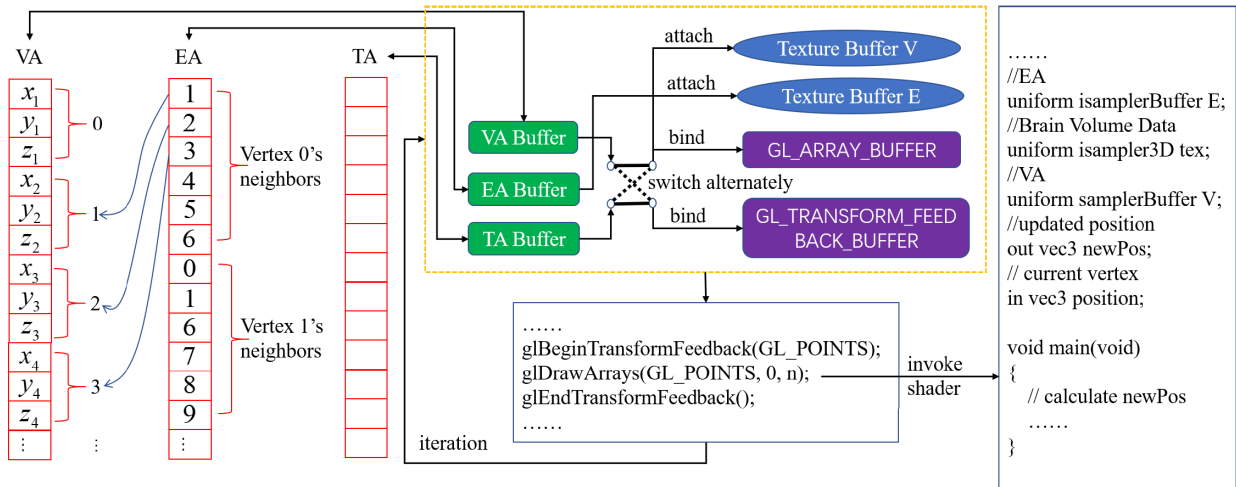 VA
EA
TA
x1
y1
z1
x2
y2
z2
x3
y3
z3
x4
y4
z4
⋮
0
1
2
3
⋮
1
2
3
4
5
6
0
1
6
7
8
9
⋮
Vertex 0's
neighbors
Vertex 1's
neighbors
VA Buffer
EA Buffer
TA Buffer
attach
attach
bind
switch alternately
bind
Texture Buffer V
Texture Buffer E
GL_ARRAY_BUFFER
GL_TRANSFORM_FEED
BACK_BUFFER
……
glBeginTransformFeedback(GL_POINTS);
glDrawArrays(GL_POINTS, 0, n);
glEndTransformFeedback();
……
iteration
invoke
shader
……
//EA
uniform isamplerBuffer E;
//Brain Volume Data
uniform isampler3D tex;
//VA
uniform samplerBuffer V;
//updated position
out vec3 newPos;
// current vertex
in vec3 position;
void main(void)
{
// calculate newPos
……
}